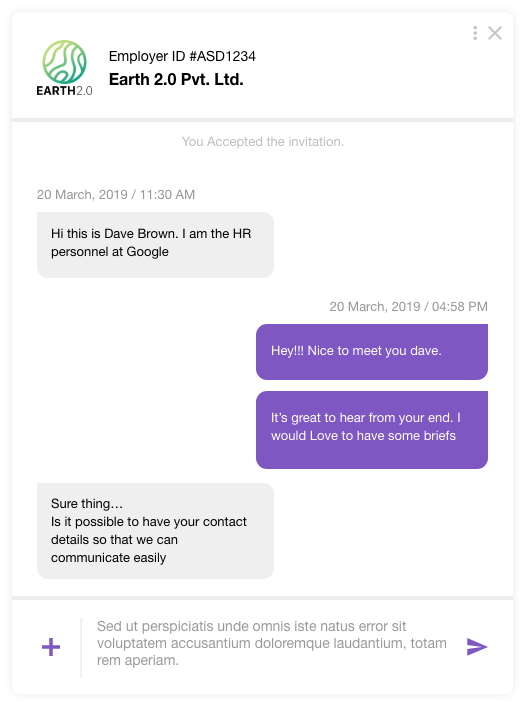 Employer ID #ASD1234
Earth 2.0 Pvt. Ltd.
EARTH2.0
You Accepted the invitation.
20 March, 2019 / 11:30 AM
Hi this is Dave Brown. I am the HR
personnel at Google
20 March, 2019 / 04:58 PM
Hey!!! Nice to meet you dave.
It’s great to hear from your end. I
would Love to have some briefs
Sure thing…
Is it possible to have your contact
details so that we can
communicate easily
Sed ut perspiciatis unde omnis iste natus error sit
voluptatem accusantium doloremque laudantium, totam
rem aperiam.